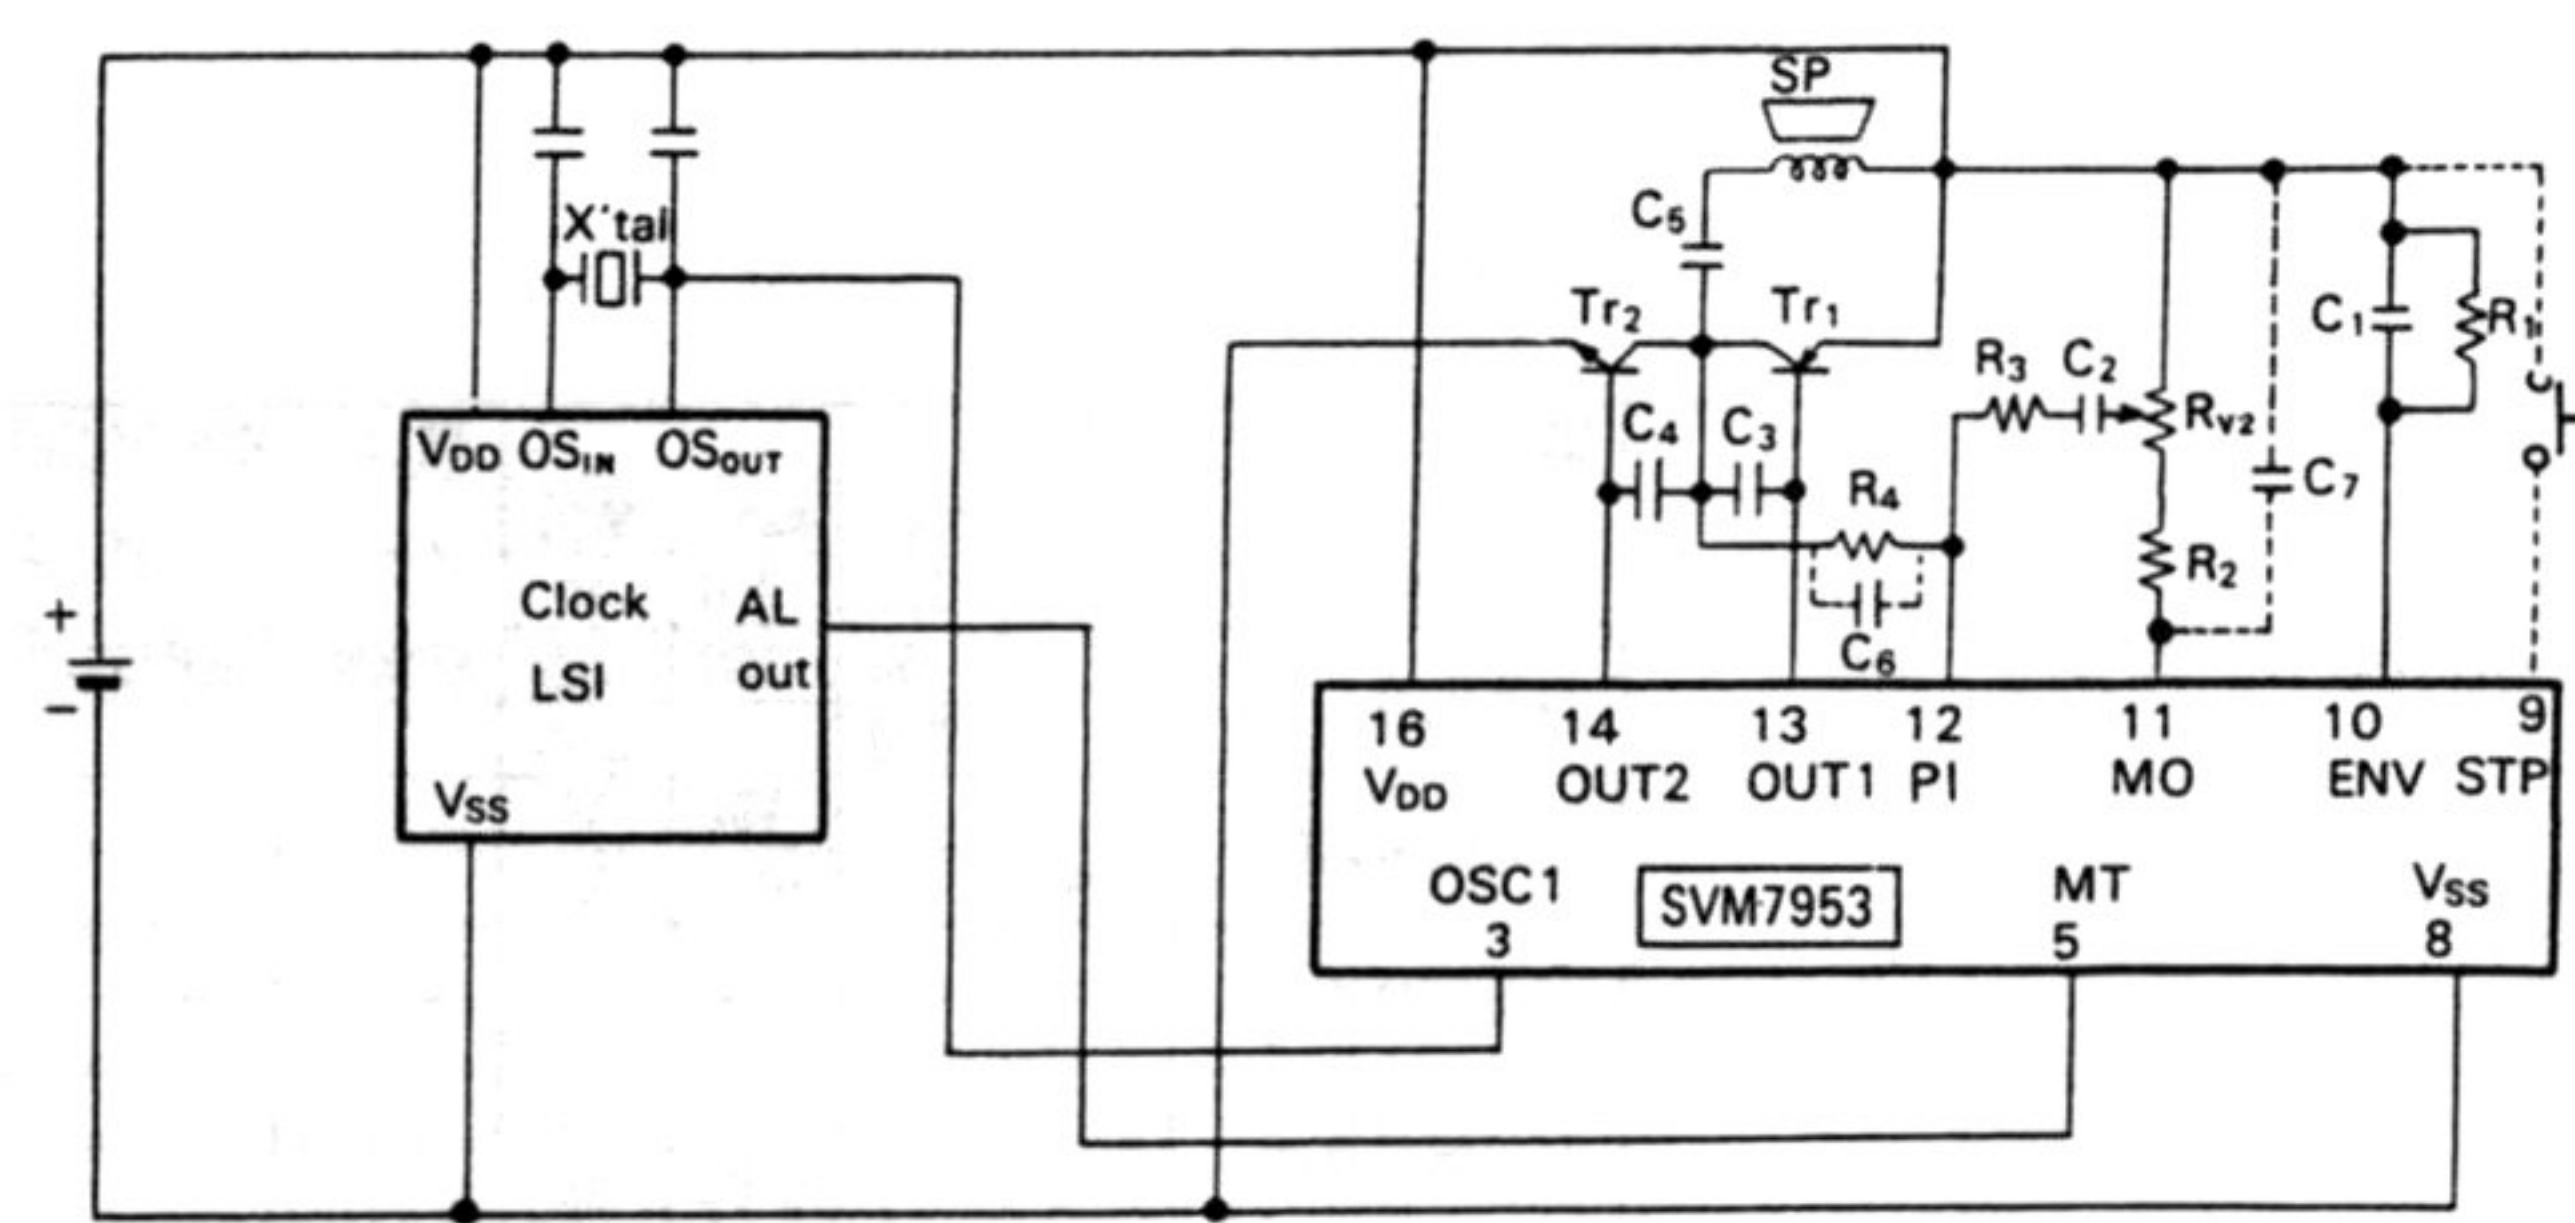 SP
C5
X'tal
Tr2
Tr1
C1
R1
R3
C2
RV2
C4
C3
VDD OSIN OSOUT
R4
C7
R2
Clock
LSI
AL
out
C6
+
−
VSS
16 14 13 12 11 10 9
VDD OUT2 OUT1 PI MO ENV STP
OSC1 SVM7953 MT VSS
3 5 8